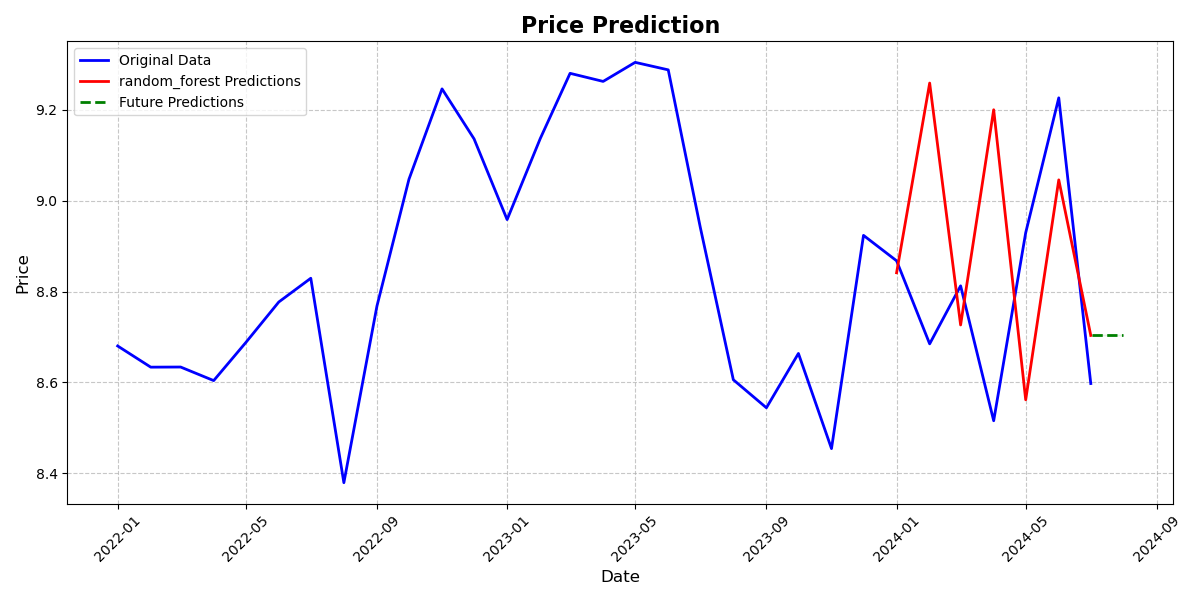 Price Prediction
Original Data
random_forest Predictions
Future Predictions
Price
9.2
9.0
8.8
8.6
8.4
2022-01
2022-05
2022-09
2023-01
2023-05
2023-09
2024-01
2024-05
2024-09
Date